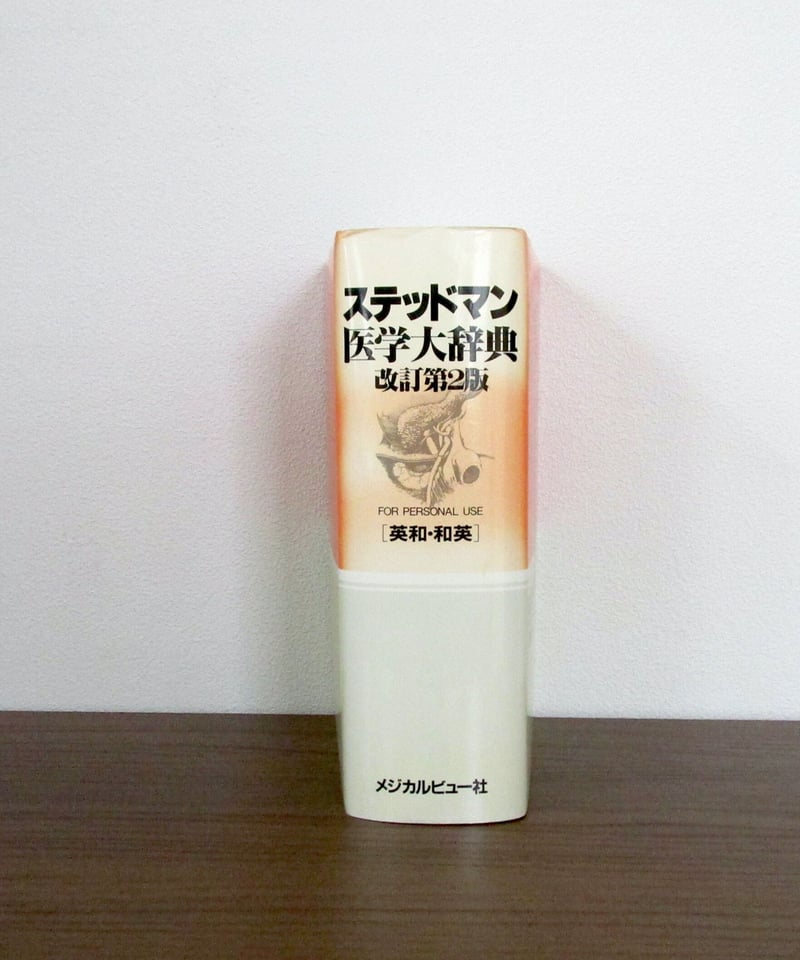 ステッドマン
医学大辞典
改訂第2版
FOR PERSONAL USE
[英和・和英]
メジカルビュー社